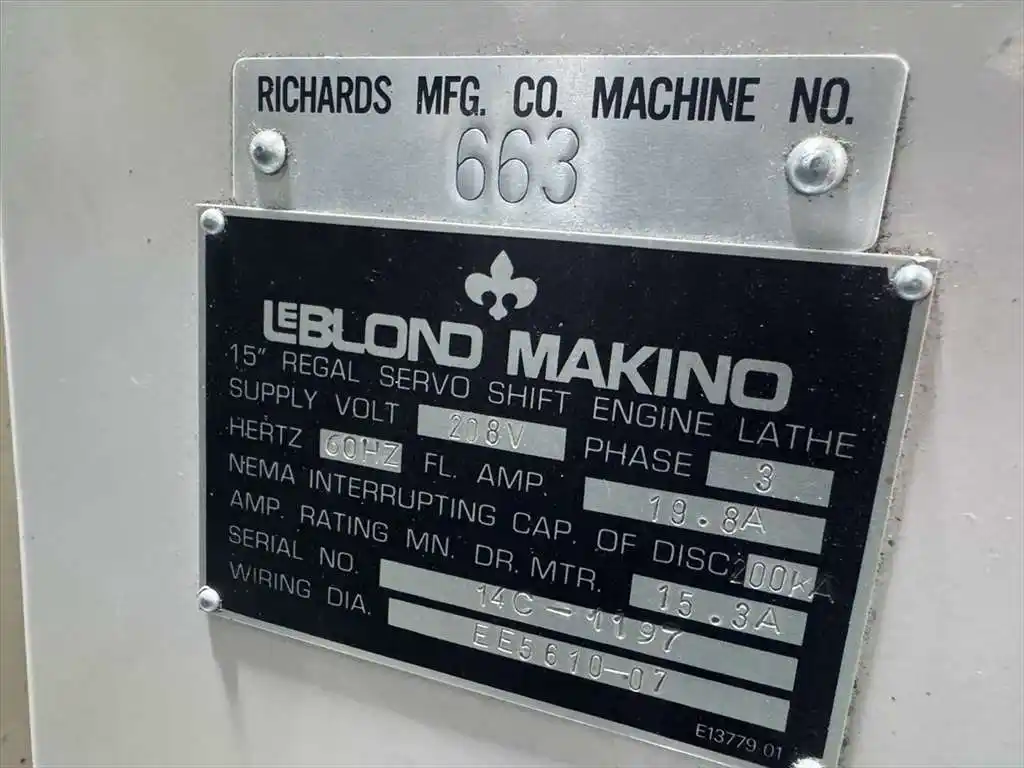 RICHARDS MFG. CO. MACHINE NO.
663
LEBLOND MAKINO
15" REGAL SERVO SHIFT ENGINE LATHE
SUPPLY VOLT 208V PHASE 3
HERTZ 60HZ FL. AMP. 19.8A
NEMA INTERRUPTING CAP. OF DISC 200KA
AMP. RATING MN. DR. MTR. 15.3A
SERIAL NO. 14C-1197
WIRING DIA. EE5610-07
E13779 01